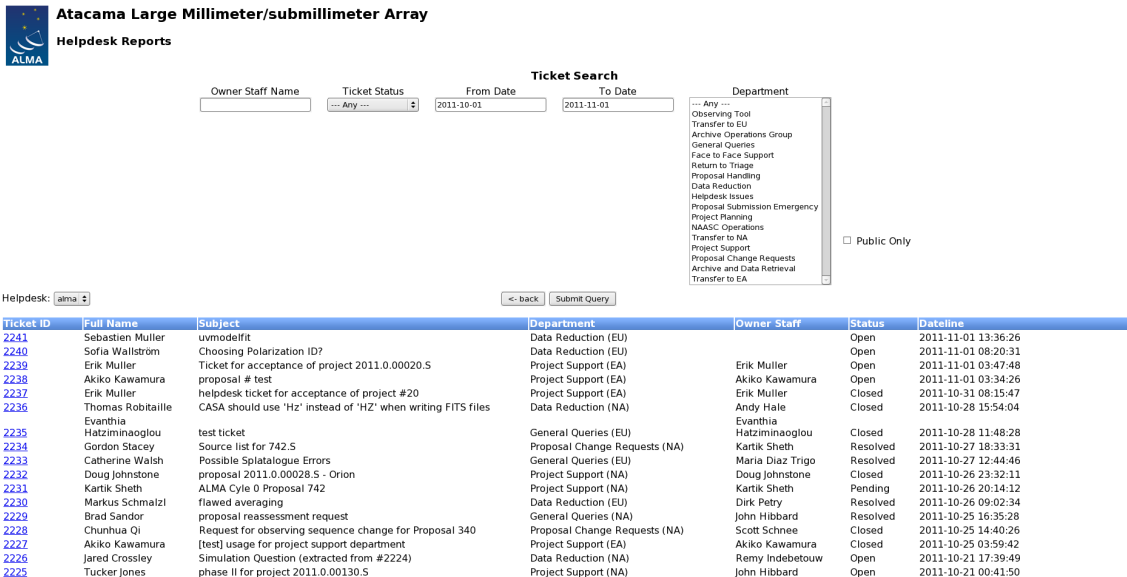 Atacama Large Millimeter/submillimeter Array
Helpdesk Reports
ALMA
Ticket Search
Owner Staff Name Ticket Status From Date To Date Department
--- Any --- 2011-10-01 2011-11-01
--- Any ---
Observing Tool
Transfer to EU
Archive Operations Group
General Queries
Face to Face Support
Return to Triage
Proposal Handling
Data Reduction
Helpdesk Issues
Proposal Submission Emergency
Project Planning
NAASC Operations
Transfer to NA
Project Support
Proposal Change Requests
Archive and Data Retrieval
Transfer to EA
Public Only
Helpdesk: alma <- back Submit Query
Ticket ID Full Name Subject Department Owner Staff Status Dateline
2241 Sebastien Muller uvmodelfit Data Reduction (EU) Open 2011-11-01 13:36:26
2240 Sofia Wallström Choosing Polarization ID? Data Reduction (EU) Open 2011-11-01 08:20:31
2239 Erik Muller Ticket for acceptance of project 2011.0.00020.S Project Support (EA) Erik Muller Open 2011-11-01 03:47:48
2238 Akiko Kawamura proposal # test Project Support (EA) Akiko Kawamura Open 2011-11-01 03:34:26
2237 Erik Muller helpdesk ticket for acceptance of project #20 Project Support (EA) Erik Muller Closed 2011-10-31 08:15:47
2236 Thomas Robitaille CASA should use 'Hz' instead of 'HZ' when writing FITS files Data Reduction (NA) Andy Hale Closed 2011-10-28 15:54:04
Evanthia Evanthia
2235 Hatziminaoglou test ticket General Queries (EU) Hatziminaoglou Closed 2011-10-28 11:48:28
2234 Gordon Stacey Source list for 742.S Proposal Change Requests (NA) Kartik Sheth Resolved 2011-10-27 18:33:31
2233 Catherine Walsh Possible Splatalogue Errors General Queries (EU) Maria Diaz Trigo Resolved 2011-10-27 12:44:46
2232 Doug Johnstone proposal 2011.0.00028.S - Orion Project Support (NA) Doug Johnstone Closed 2011-10-26 23:32:11
2231 Kartik Sheth ALMA Cyle 0 Proposal 742 Project Support (NA) Kartik Sheth Pending 2011-10-26 20:14:12
2230 Markus Schmalzl flawed averaging Data Reduction (EU) Dirk Petry Resolved 2011-10-26 09:02:34
2229 Brad Sandor proposal reassessment request General Queries (NA) John Hibbard Resolved 2011-10-25 16:35:28
2228 Chunhua Qi Request for observing sequence change for Proposal 340 Proposal Change Requests (NA) Scott Schnee Closed 2011-10-25 14:40:26
2227 Akiko Kawamura [test] usage for project support department Project Support (EA) Akiko Kawamura Closed 2011-10-25 03:59:42
2226 Jared Crossley Simulation Question (extracted from #2224) Data Reduction (NA) Remy Indebetouw Open 2011-10-21 17:39:49
2225 Tucker Jones phase II for project 2011.0.00130.S Project Support (NA) John Hibbard Open 2011-10-21 00:41:50